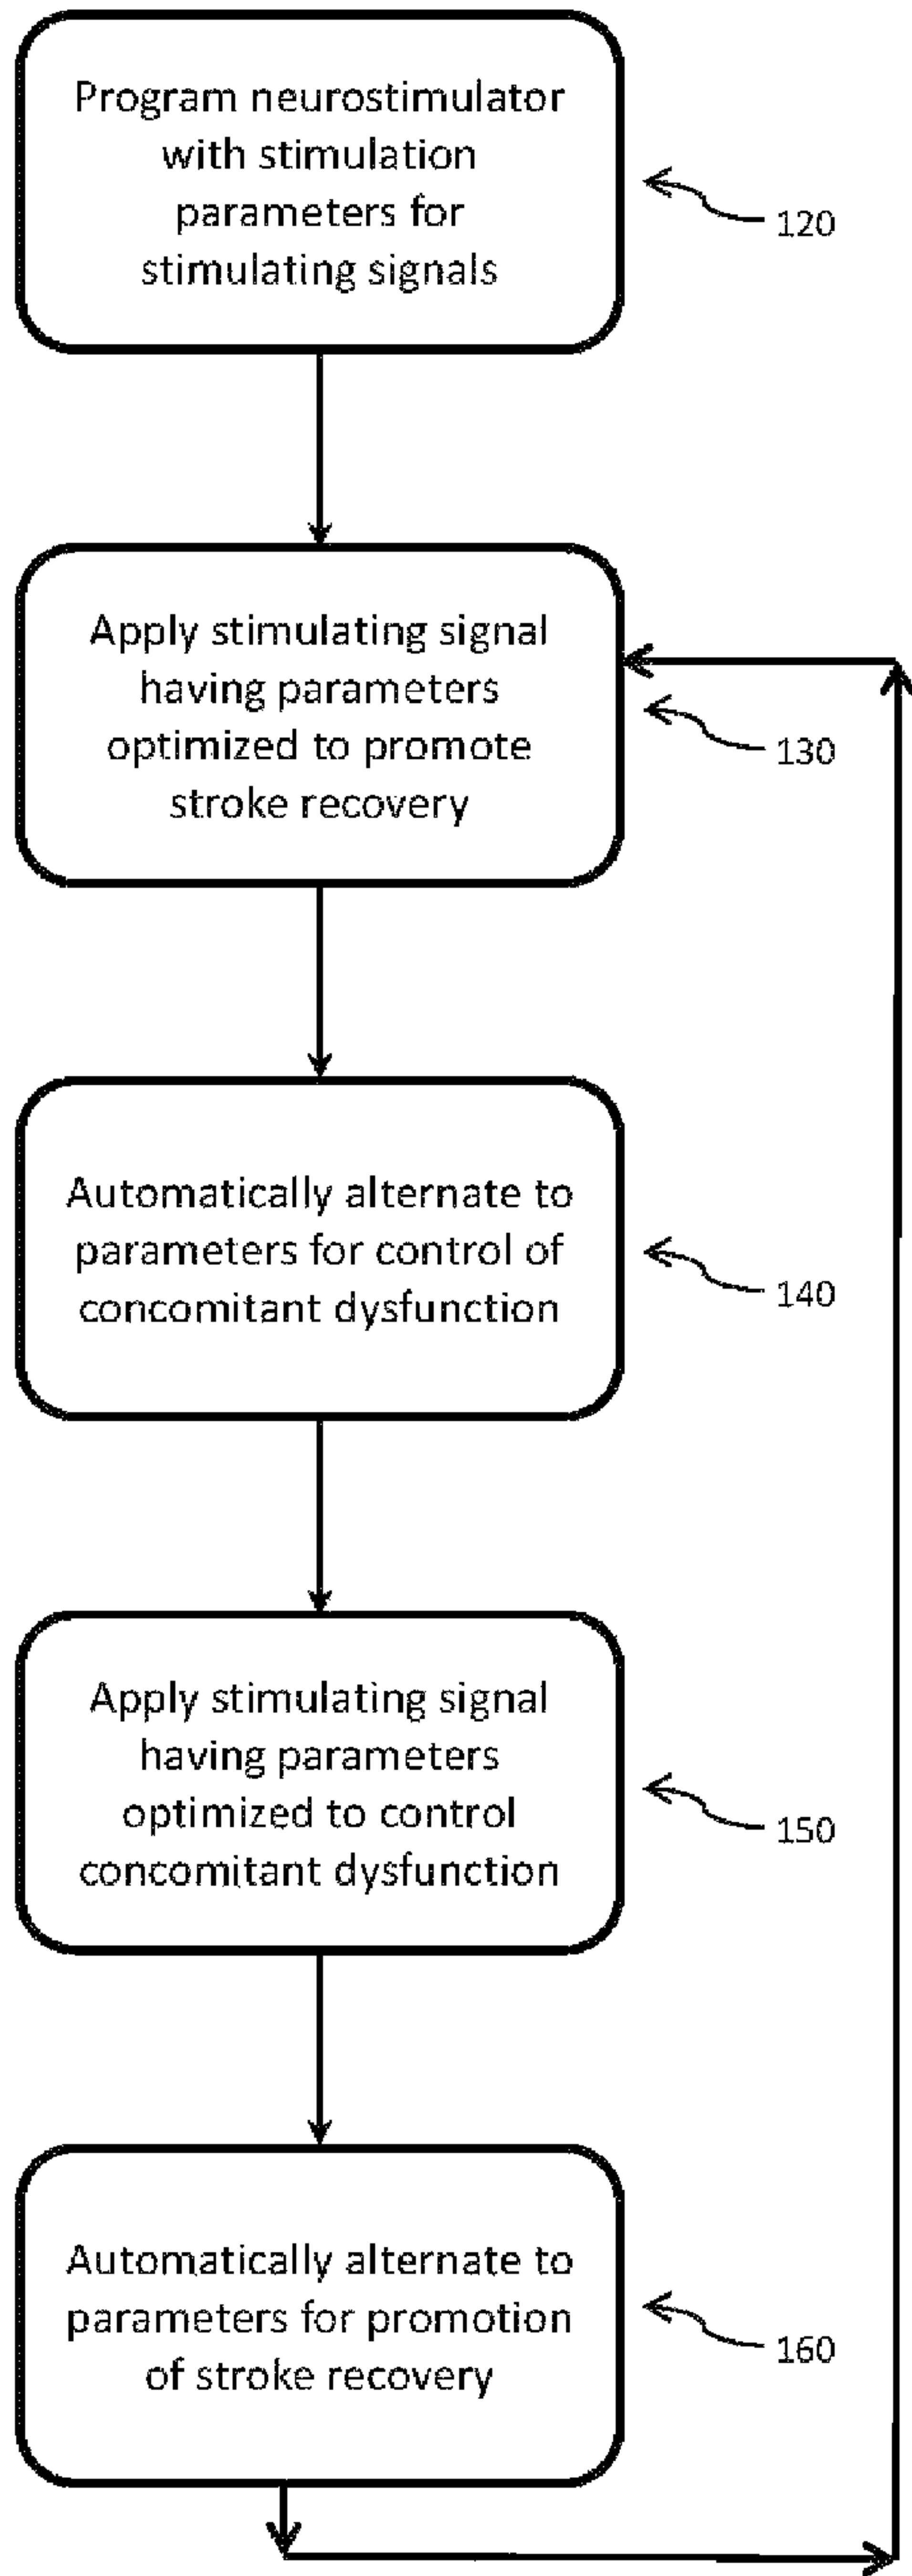 Program neurostimulator
with stimulation
parameters for
stimulating signals
120
Apply stimulating signal
having parameters
optimized to promote
stroke recovery
130
Automatically alternate to
parameters for control of
concomitant dysfunction
140
Apply stimulating signal
having parameters
optimized to control
concomitant dysfunction
150
Automatically alternate to
parameters for promotion
of stroke recovery
160